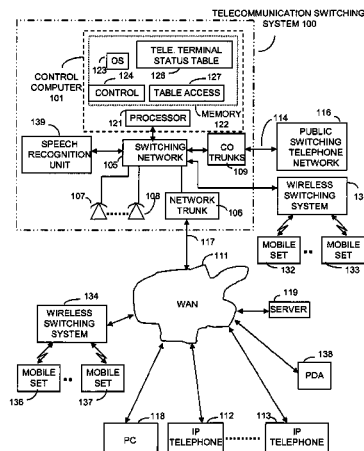 TELECOMMUNICATION SWITCHING
SYSTEM 100
CONTROL
COMPUTER
101
123
OS
TELE. TERMINAL
STATUS TABLE
126
124
127
CONTROL
TABLE ACCESS
MEMORY
122
PROCESSOR
121
139
SPEECH
RECOGNITION
UNIT
SWITCHING
NETWORK
105
CO
TRUNKS
109
114
116
PUBLIC
SWITCHING
TELEPHONE
NETWORK
107
108
NETWORK
TRUNK
106
WIRELESS
SWITCHING
SYSTEM
MOBILE
SET
132
MOBILE
SET
133
117
111
WAN
134
WIRELESS
SWITCHING
SYSTEM
119
SERVER
138
PDA
MOBILE
SET
136
MOBILE
SET
137
118
PC
112
IP
TELEPHONE
113
IP
TELEPHONE